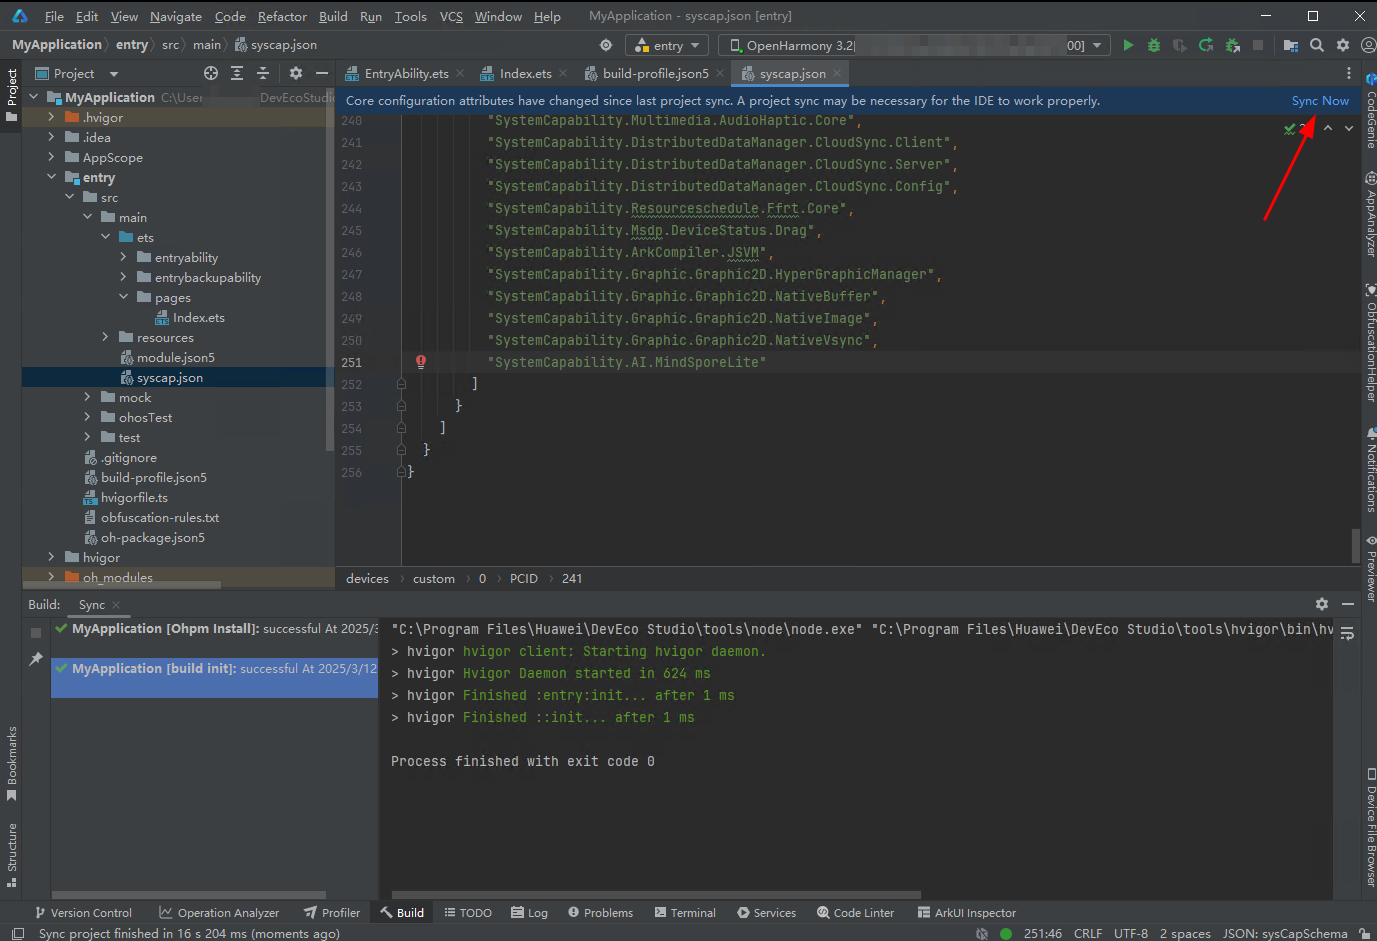 File Edit View Navigate Code Refactor Build Run Tools VCS Window Help MyApplication - syscap.json [entry]
MyApplication entry src main syscap.json
entry
OpenHarmony 3.2|
00]
Project
Project
EntryAbility.ets
Index.ets
build-profile.json5
syscap.json
MyApplication C:\User DevEcoStudio
.hvigor
.idea
AppScope
entry
src
main
ets
entryability
entrybackupability
pages
Index.ets
resources
module.json5
syscap.json
mock
ohosTest
test
.gitignore
build-profile.json5
hvigorfile.ts
obfuscation-rules.txt
oh-package.json5
hvigor
oh_modules
Core configuration attributes have changed since last project sync. A project sync may be necessary for the IDE to work properly. Sync Now
240 "SystemCapability.Multimedia.AudioHaptic.Core",
241 "SystemCapability.DistributedDataManager.CloudSync.Client",
242 "SystemCapability.DistributedDataManager.CloudSync.Server",
243 "SystemCapability.DistributedDataManager.CloudSync.Config",
244 "SystemCapability.Resourceschedule.Ffrt.Core",
245 "SystemCapability.Msdp.DeviceStatus.Drag",
246 "SystemCapability.ArkCompiler.JSVM",
247 "SystemCapability.Graphic.Graphic2D.HyperGraphicManager",
248 "SystemCapability.Graphic.Graphic2D.NativeBuffer",
249 "SystemCapability.Graphic.Graphic2D.NativeImage",
250 "SystemCapability.Graphic.Graphic2D.NativeVsync",
251 "SystemCapability.AI.MindSporeLite"
252 ]
253 }
254 ]
255 }
256 }
devices custom 0 PCID 241
CodeGenie
AppAnalyzer
ObfuscationHelper
Notifications
Previewer
Device File Browser
Build: Sync
MyApplication [Ohpm Install]: successful At 2025/3
MyApplication [build init]: successful At 2025/3/12
"C:\Program Files\Huawei\DevEco Studio\tools\node\node.exe" "C:\Program Files\Huawei\DevEco Studio\tools\hvigor\bin\hv
> hvigor hvigor client: Starting hvigor daemon.
> hvigor Hvigor Daemon started in 624 ms
> hvigor Finished :entry:init... after 1 ms
> hvigor Finished ::init... after 1 ms
Process finished with exit code 0
Bookmarks
Structure
Version Control Operation Analyzer Profiler Build TODO Log Problems Terminal Services Code Linter ArkUI Inspector
Sync project finished in 16 s 204 ms (moments ago)
251:46 CRLF UTF-8 2 spaces JSON: sysCapSchema